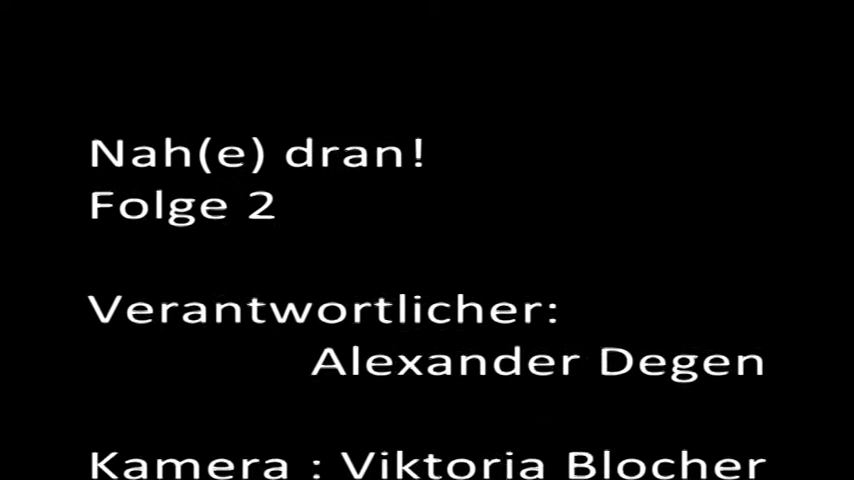 Nah(e) dran!
Folge 2
Verantwortlicher:
Alexander Degen
Kamera : Viktoria Blocher